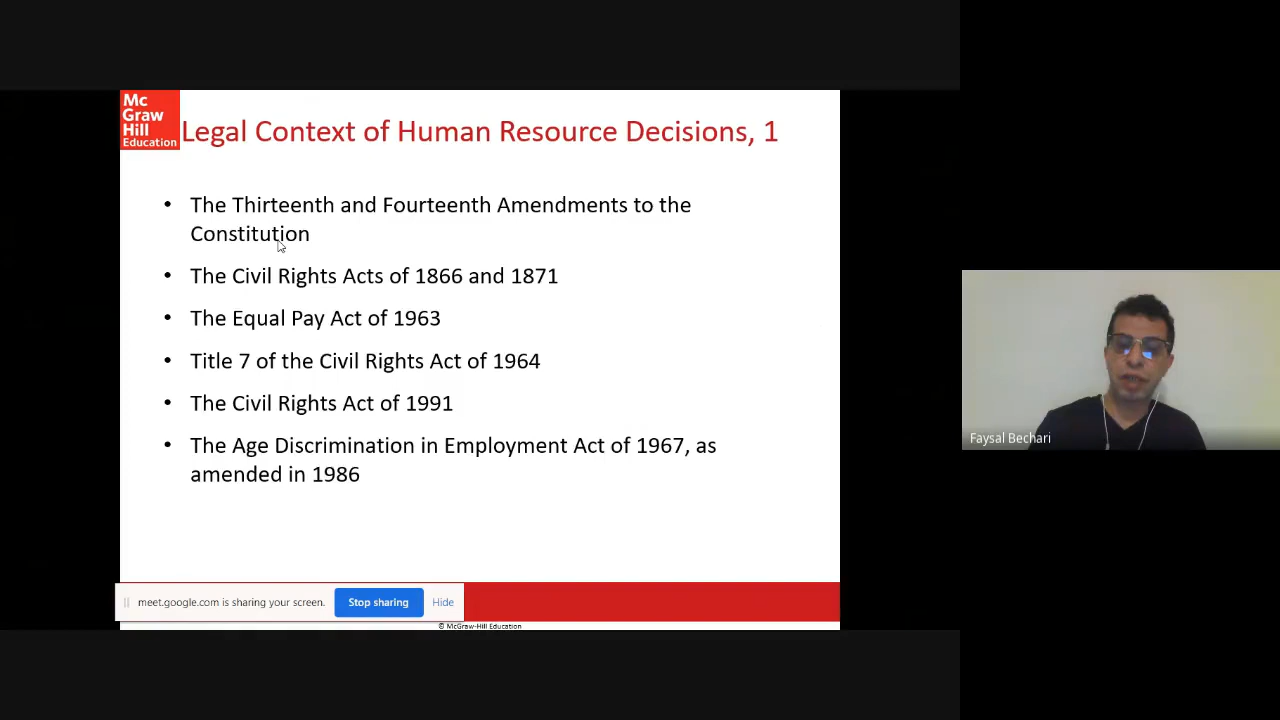 Mc
Graw
Hill
Education
Legal Context of Human Resource Decisions, 1
• The Thirteenth and Fourteenth Amendments to the
Constitution
• The Civil Rights Acts of 1866 and 1871
• The Equal Pay Act of 1963
• Title 7 of the Civil Rights Act of 1964
• The Civil Rights Act of 1991
• The Age Discrimination in Employment Act of 1967, as
amended in 1986
Faysal Bechari
meet.google.com is sharing your screen. Stop sharing Hide
© McGraw-Hill Education